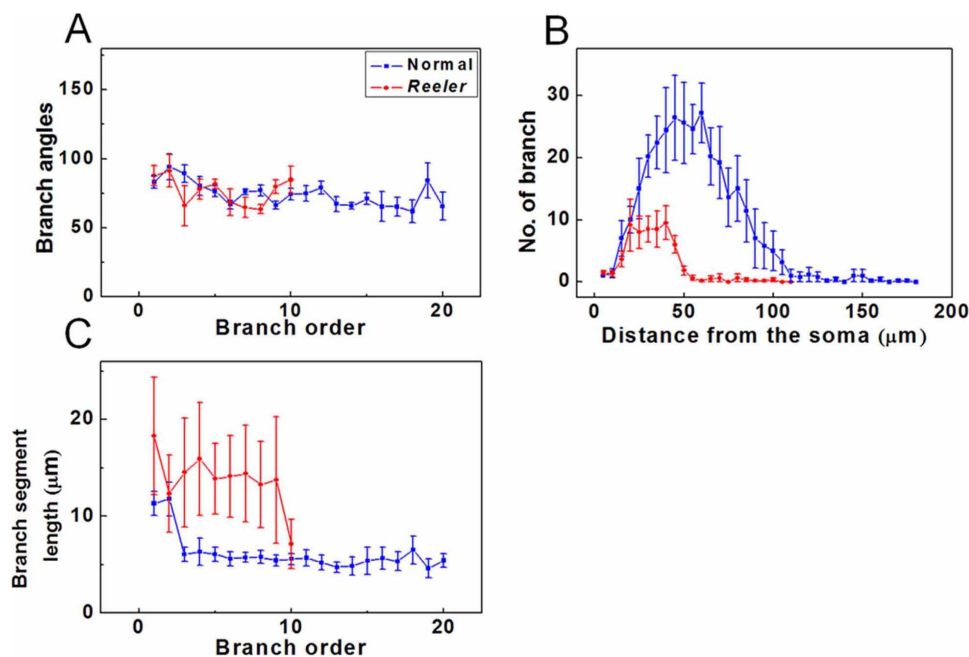 A
Branch angles
175
150
100
50
0
0
10
20
Branch order
Normal
Reeler
B
No. of branch
30
20
10
0
0
50
100
150
200
Distance from the soma (μm)
C
Branch segment
length (μm)
20
10
0
0
10
20
Branch order